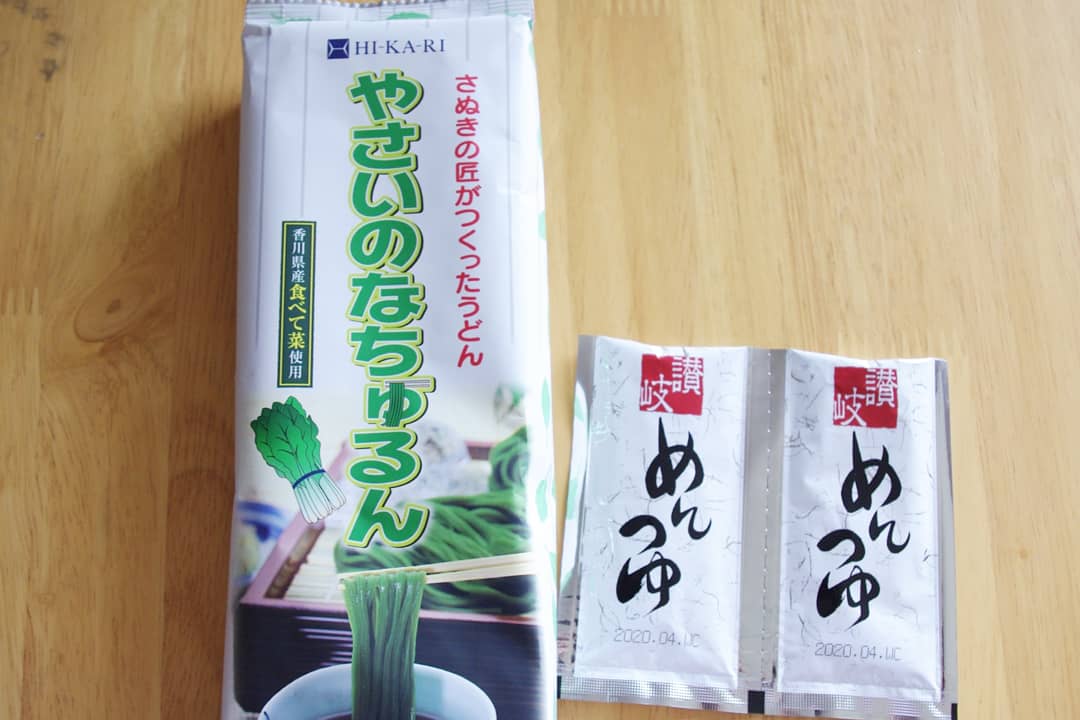 HI-KA-RI
さぬきの匠がつくったうどん
やさいのなちゅるん
香川県産食べて菜使用
讃岐
めんつゆ
2020.04.WC
讃岐
めんつゆ
2020.04.WC